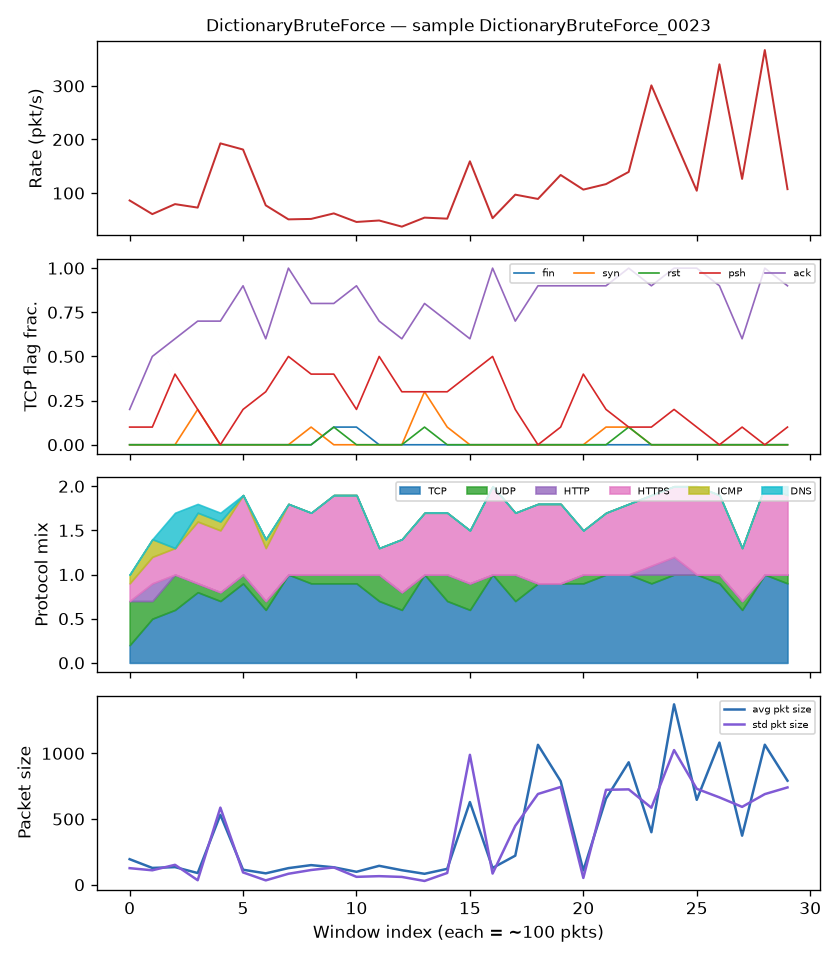 DictionaryBruteForce — sample DictionaryBruteForce_0023
Rate (pkt/s)
300
200
100
TCP flag frac.
1.00
0.75
0.50
0.25
0.00
fin syn rst psh ack
Protocol mix
2.0
1.5
1.0
0.5
0.0
TCP UDP HTTP HTTPS ICMP DNS
Packet size
1000
500
0
avg pkt size
std pkt size
0 5 10 15 20 25 30
Window index (each = ~100 pkts)